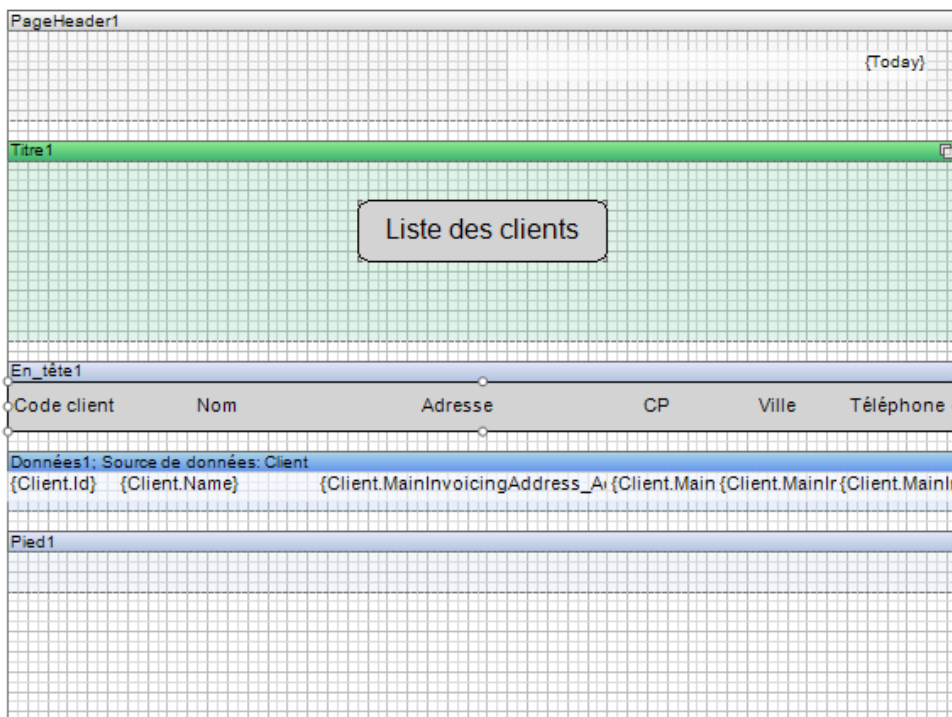 PageHeader1
{Today}
Titre1
Liste des clients
En_tête1
Code client Nom Adresse CP Ville Téléphone
Données1; Source de données: Client
{Client.Id} {Client.Name} {Client.MainInvoicingAddress_A {Client.Main {Client.MainIr {Client.MainI
Pied1